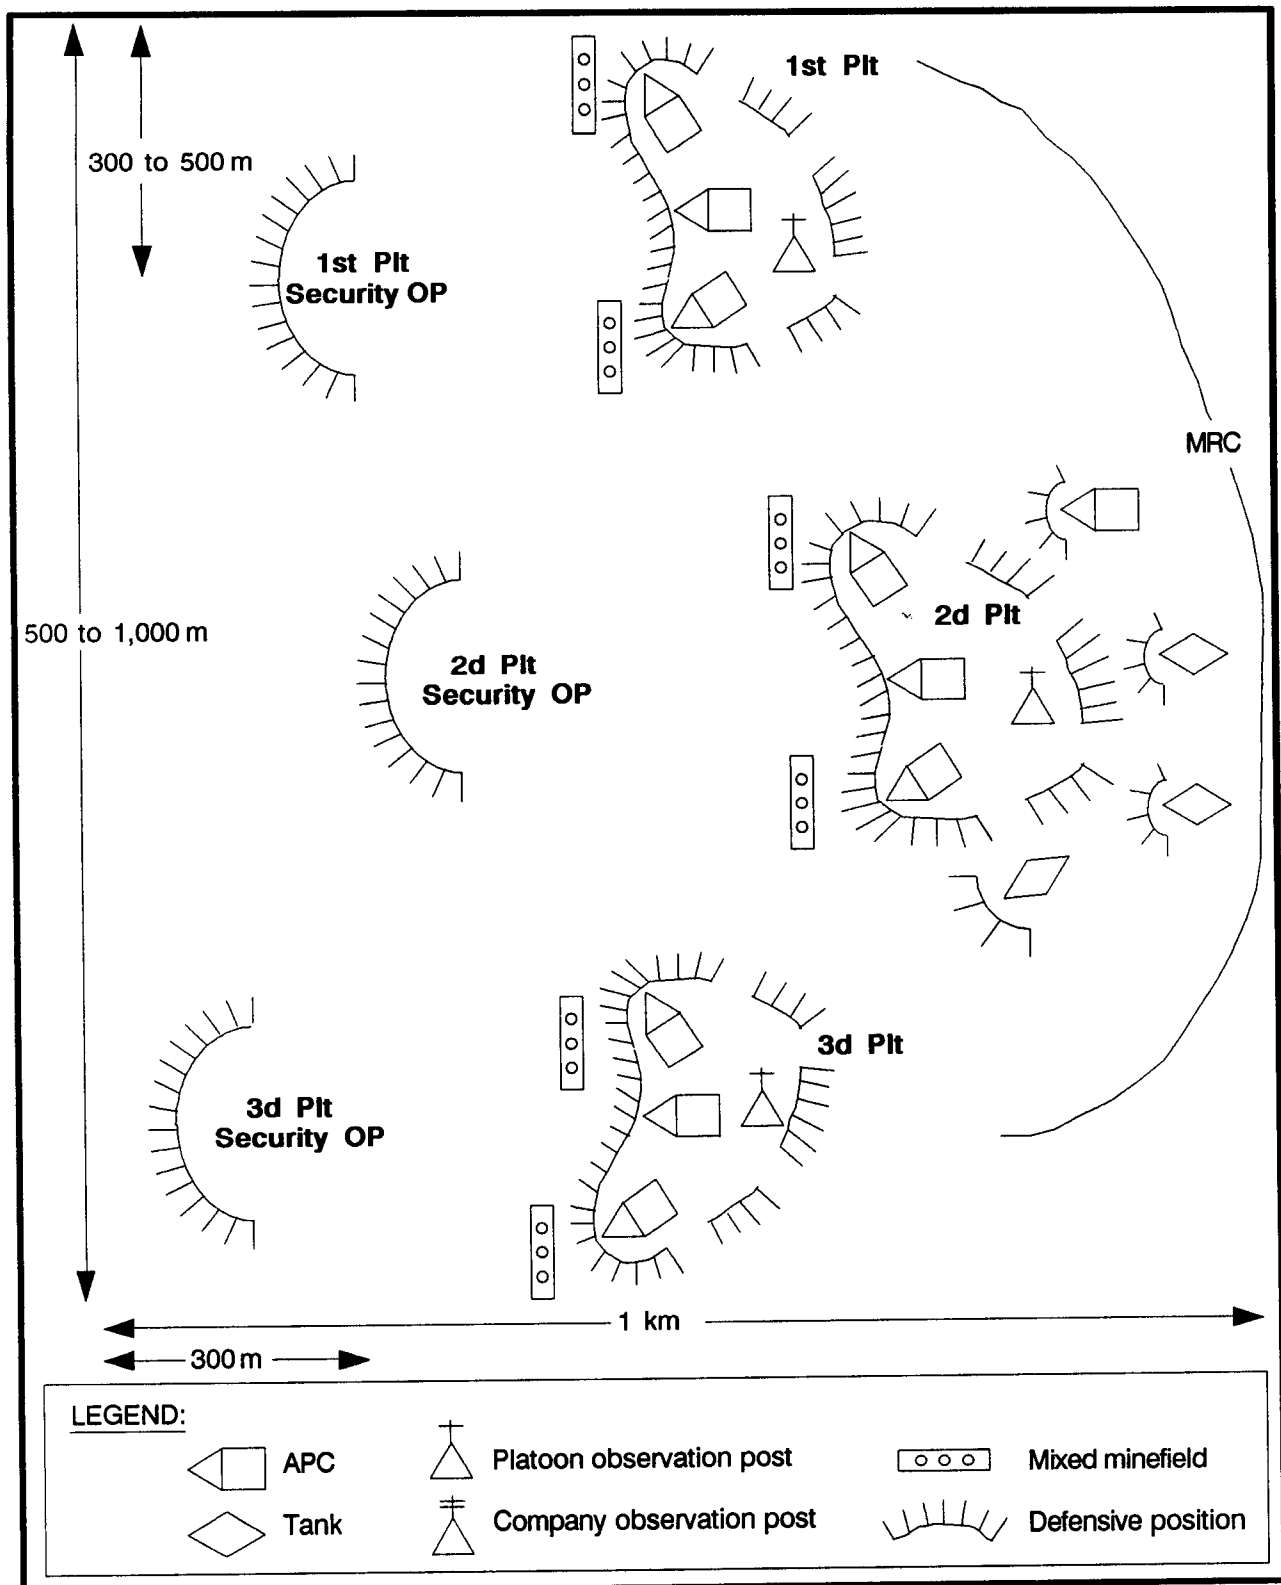 1st Plt
300 to 500 m
1st Plt
Security OP
MRC
2d Plt
500 to 1,000 m
2d Plt
Security OP
3d Plt
3d Plt
Security OP
1 km
300 m
LEGEND:
APC
Platoon observation post
Mixed minefield
Tank
Company observation post
Defensive position